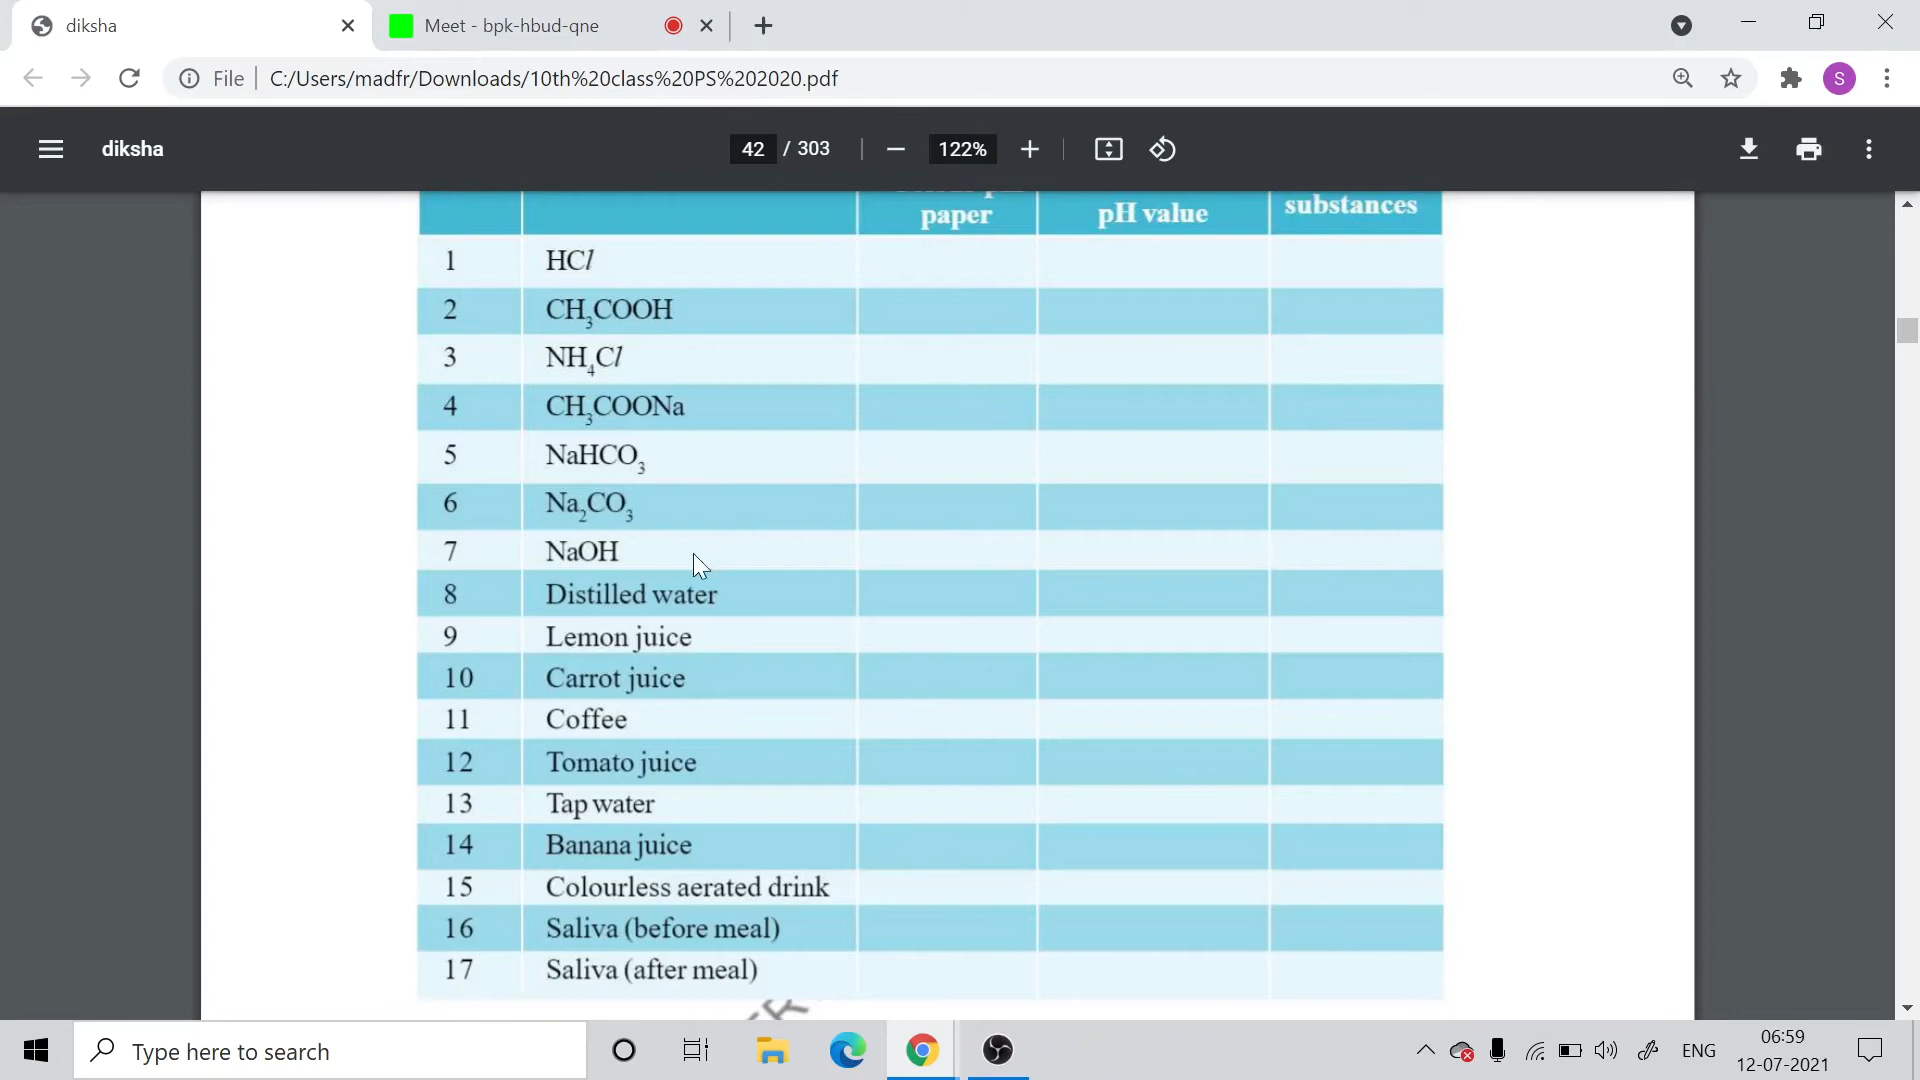 diksha
Meet - bpk-hbud-qne
File
C:/Users/madfr/Downloads/10th%20class%20PS%202020.pdf
S
diksha
42 / 303
122%
paper
pH value
substances
1 HCl
2 CH₃COOH
3 NH₄Cl
4 CH₃COONa
5 NaHCO₃
6 Na₂CO₃
7 NaOH
8 Distilled water
9 Lemon juice
10 Carrot juice
11 Coffee
12 Tomato juice
13 Tap water
14 Banana juice
15 Colourless aerated drink
16 Saliva (before meal)
17 Saliva (after meal)
Type here to search
ENG
06:59
12-07-2021